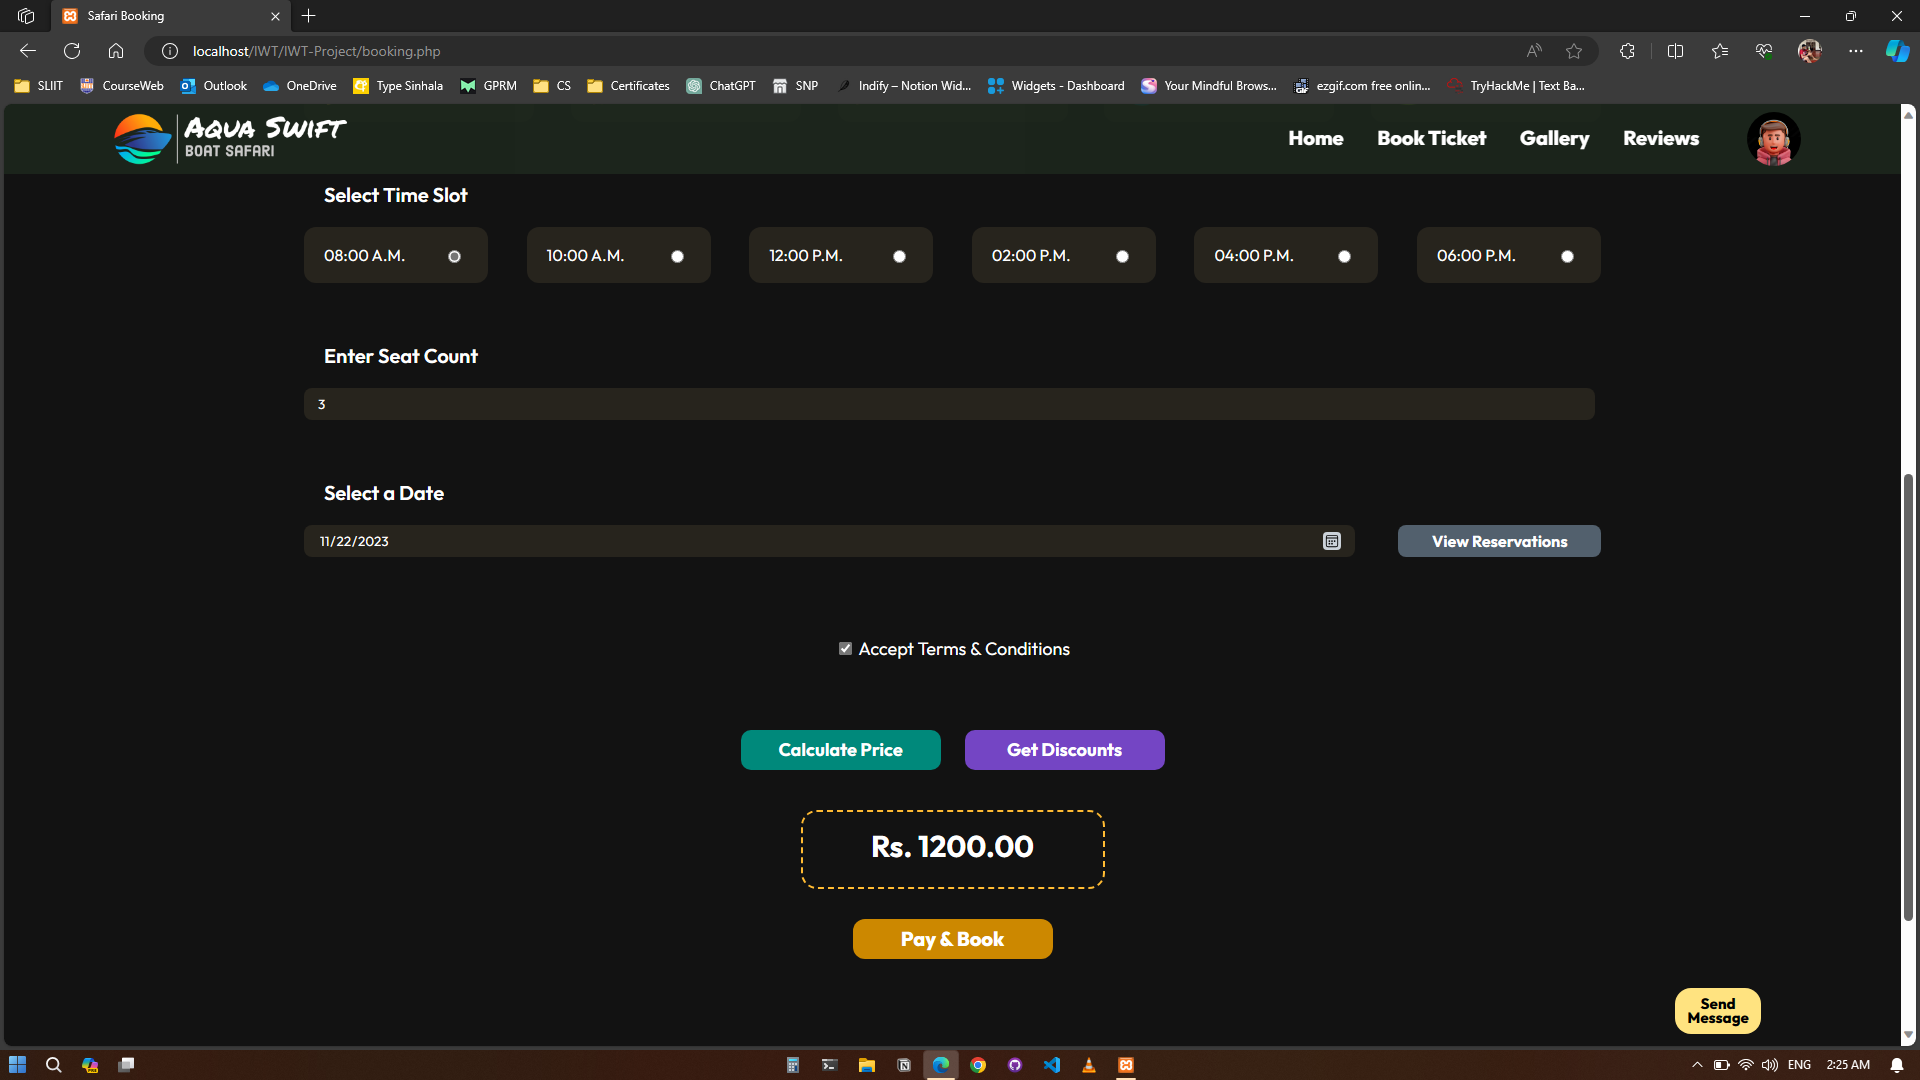 Safari Booking
localhost/IWT/IWT-Project/booking.php
SLIIT CourseWeb Outlook OneDrive Type Sinhala GPRM CS Certificates ChatGPT SNP Indify – Notion Wid... Widgets - Dashboard Your Mindful Brows... ezgif.com free onlin... TryHackMe | Text Ba...
AQUA SWIFT
BOAT SAFARI
Home Book Ticket Gallery Reviews
Select Time Slot
08:00 A.M. 10:00 A.M. 12:00 P.M. 02:00 P.M. 04:00 P.M. 06:00 P.M.
Enter Seat Count
3
Select a Date
11/22/2023
View Reservations
Accept Terms & Conditions
Calculate Price Get Discounts
Rs. 1200.00
Pay & Book
Send
Message
ENG 2:25 AM